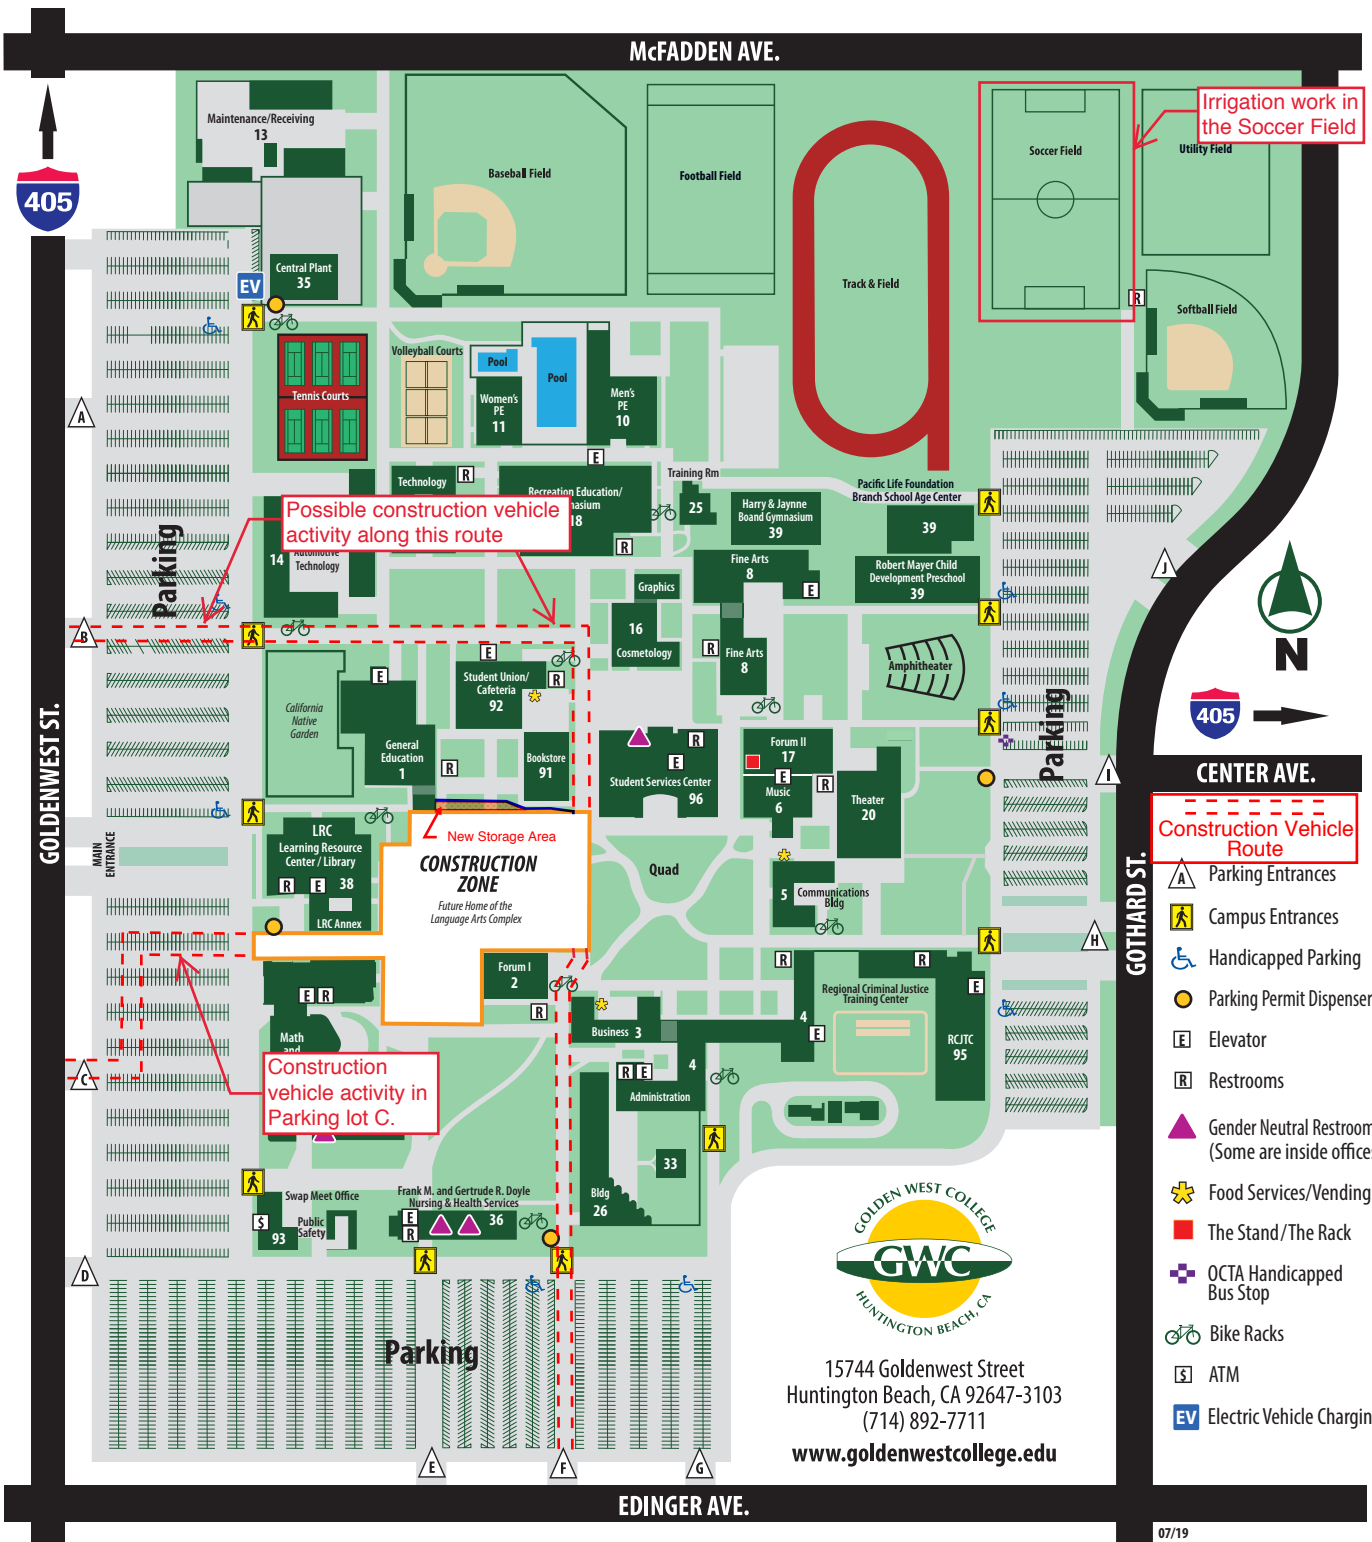 McFADDEN AVE.
405
Maintenance/Receiving
13
Baseball Field
Football Field
Track & Field
Soccer Field
Irrigation work in
the Soccer Field
Utility Field
Softball Field
R
Central Plant
35
EV
Volleyball Courts
Pool
Pool
Women's
PE
11
Men's
PE
10
Tennis Courts
A
Technology
R
E
Recreation Education/
18
R
Training Rm
25
Harry & Jaynne
Board Gymnasium
39
Pacific Life Foundation
Branch School Age Center
39
Possible construction vehicle
activity along this route
14
Automotive
Technology
Parking
Fine Arts
8
E
Robert Mayer Child
Development Preschool
39
J
Graphics
16
Cosmetology
R
Fine Arts
8
Amphitheater
N
405
B
E
E
Student Union/
Cafeteria
92
R
California
Native
Garden
General
Education
1
R
Bookstore
91
R
E
Student Services Center
96
Forum II
17
E
Music
6
R
Theater
20
Parking
I
CENTER AVE.
GOLDENWEST ST.
MAIN
ENTRANCE
LRC
Learning Resource
Center / Library
R
E
38
LRC Annex
New Storage Area
CONSTRUCTION
ZONE
Future Home of the
Language Arts Complex
Quad
5
Communications
Bldg
H
GOTHARD ST.
Construction Vehicle
Route
A
Parking Entrances
Campus Entrances
Handicapped Parking
Parking Permit Dispenser
E
Elevator
R
Restrooms
Gender Neutral Restroom
(Some are inside office
Food Services/Vending
The Stand/The Rack
OCTA Handicapped
Bus Stop
Bike Racks
$
ATM
EV
Electric Vehicle Chargin
E
R
Math
and
Forum I
2
R
Business 3
R
R
4
E
Regional Criminal Justice
Training Center
E
RCJTC
95
C
Construction
vehicle activity in
Parking lot C.
R
E
4
Administration
33
Bldg
26
Swap Meet Office
$
93
Public
Safety
Frank M. and Gertrude R. Doyle
Nursing & Health Services
E
R
36
D
Parking
E
F
G
GOLDEN WEST COLLEGE
GWC
HUNTINGTON BEACH, CA
15744 Goldenwest Street
Huntington Beach, CA 92647-3103
(714) 892-7711
www.goldenwestcollege.edu
EDINGER AVE.
07/19